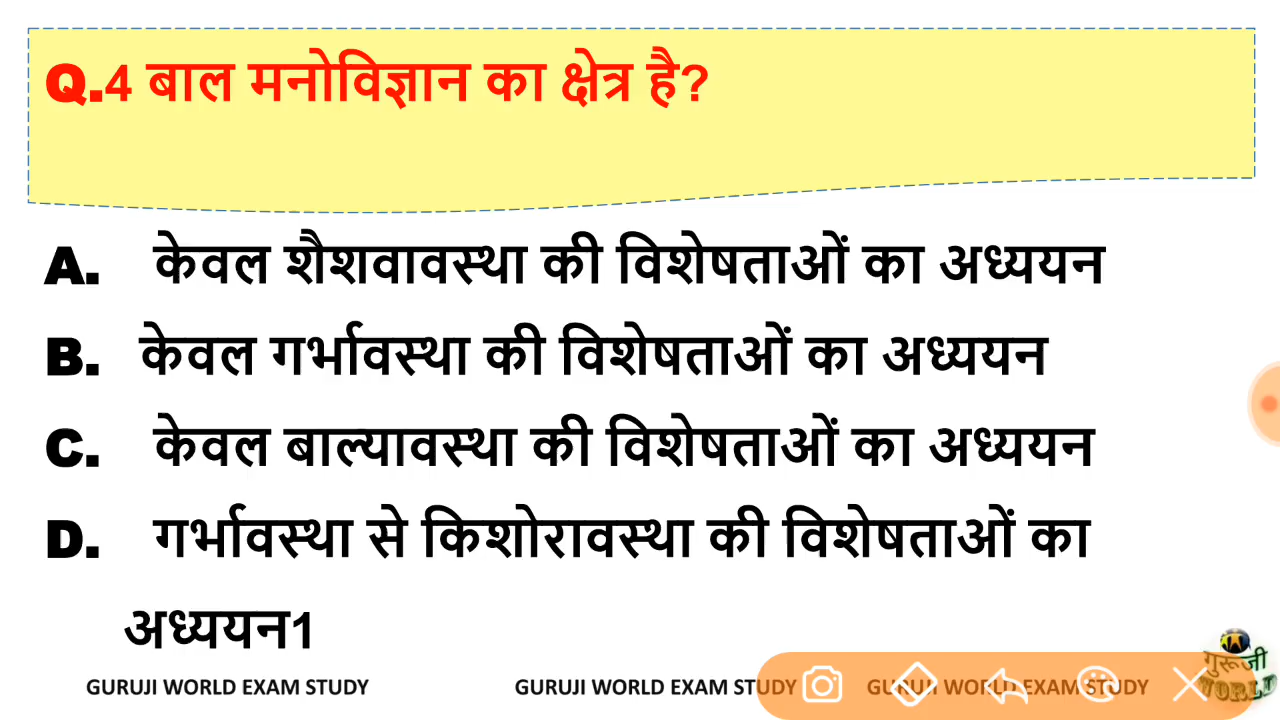 Q.4 बाल मनोविज्ञान का क्षेत्र है?
A. केवल शैशवावस्था की विशेषताओं का अध्ययन
B. केवल गर्भावस्था की विशेषताओं का अध्ययन
C. केवल बाल्यावस्था की विशेषताओं का अध्ययन
D. गर्भावस्था से किशोरावस्था की विशेषताओं का
अध्ययन1
GURUJI WORLD EXAM STUDY GURUJI WORLD EXAM STUDY GURUJI WORLD EXAM STUDY
गुरूजी
WORLD